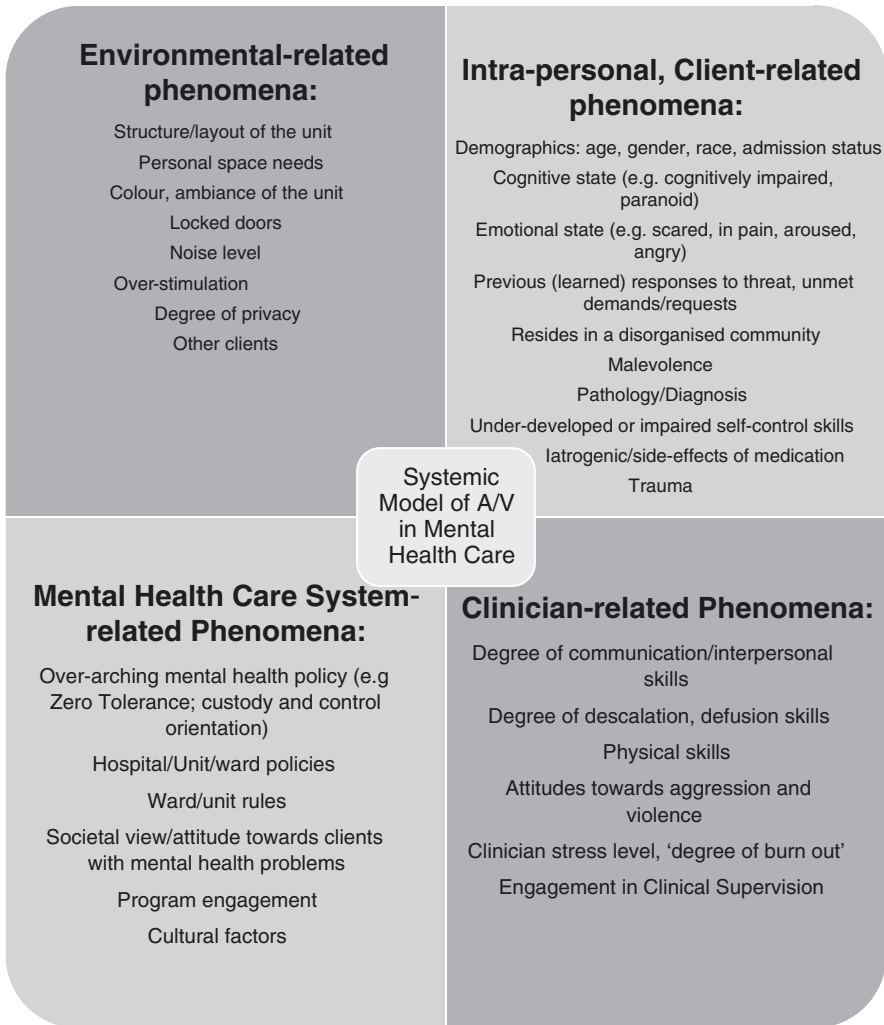 Environmental-related
phenomena:
Structure/layout of the unit
Personal space needs
Colour, ambiance of the unit
Locked doors
Noise level
Over-stimulation
Degree of privacy
Other clients
Intra-personal, Client-related
phenomena:
Demographics: age, gender, race, admission status
Cognitive state (e.g. cognitively impaired,
paranoid)
Emotional state (e.g. scared, in pain, aroused,
angry)
Previous (learned) responses to threat, unmet
demands/requests
Resides in a disorganised community
Malevolence
Pathology/Diagnosis
Under-developed or impaired self-control skills
Iatrogenic/side-effects of medication
Trauma
Systemic
Model of A/V
in Mental
Health Care
Mental Health Care System-
related Phenomena:
Over-arching mental health policy (e.g
Zero Tolerance; custody and control
orientation)
Hospital/Unit/ward policies
Ward/unit rules
Societal view/attitude towards clients
with mental health problems
Program engagement
Cultural factors
Clinician-related Phenomena:
Degree of communication/interpersonal
skills
Degree of descalation, defusion skills
Physical skills
Attitudes towards aggression and
violence
Clinician stress level, ‘degree of burn out’
Engagement in Clinical Supervision